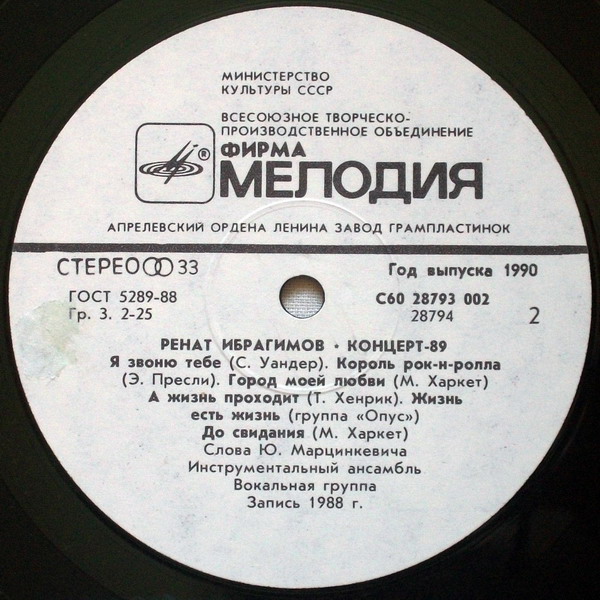 МИНИСТЕРСТВО
КУЛЬТУРЫ СССР
ВСЕСОЮЗНОЕ ТВОРЧЕСКО-
ПРОИЗВОДСТВЕННОЕ ОБЪЕДИНЕНИЕ
ФИРМА
® МЕЛОДИЯ
АПРЕЛЕВСКИЙ ОРДЕНА ЛЕНИНА ЗАВОД ГРАМПЛАСТИНОК
СТЕРЕО 33
Год выпуска 1990
ГОСТ 5289-88
Гр. 3. 2-25
С60 28793 002
28794
2
РЕНАТ ИБРАГИМОВ • КОНЦЕРТ-89
Я звоню тебе (С. Уандер). Король рок-н-ролла
(Э. Пресли). Город моей любви (М. Харкет)
А жизнь проходит (Т. Хенрик). Жизнь
есть жизнь (группа «Опус»)
До свидания (М. Харкет)
Слова Ю. Марцинкевича
Инструментальный ансамбль
Вокальная группа
Запись 1988 г.